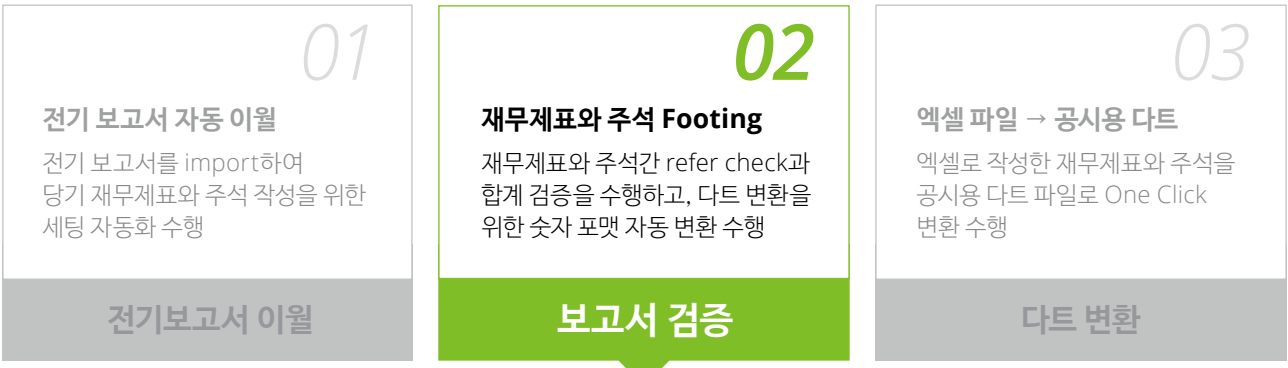 01
전기 보고서 자동 이월
전기 보고서를 import하여
당기 재무제표와 주석 작성을 위한
세팅 자동화 수행
전기보고서 이월
02
재무제표와 주석 Footing
재무제표와 주석간 refer check과
합계 검증을 수행하고, 다트 변환을
위한 숫자 포맷 자동 변환 수행
보고서 검증
03
엑셀 파일 → 공시용 다트
엑셀로 작성한 재무제표와 주석을
공시용 다트 파일로 One Click
변환 수행
다트 변환